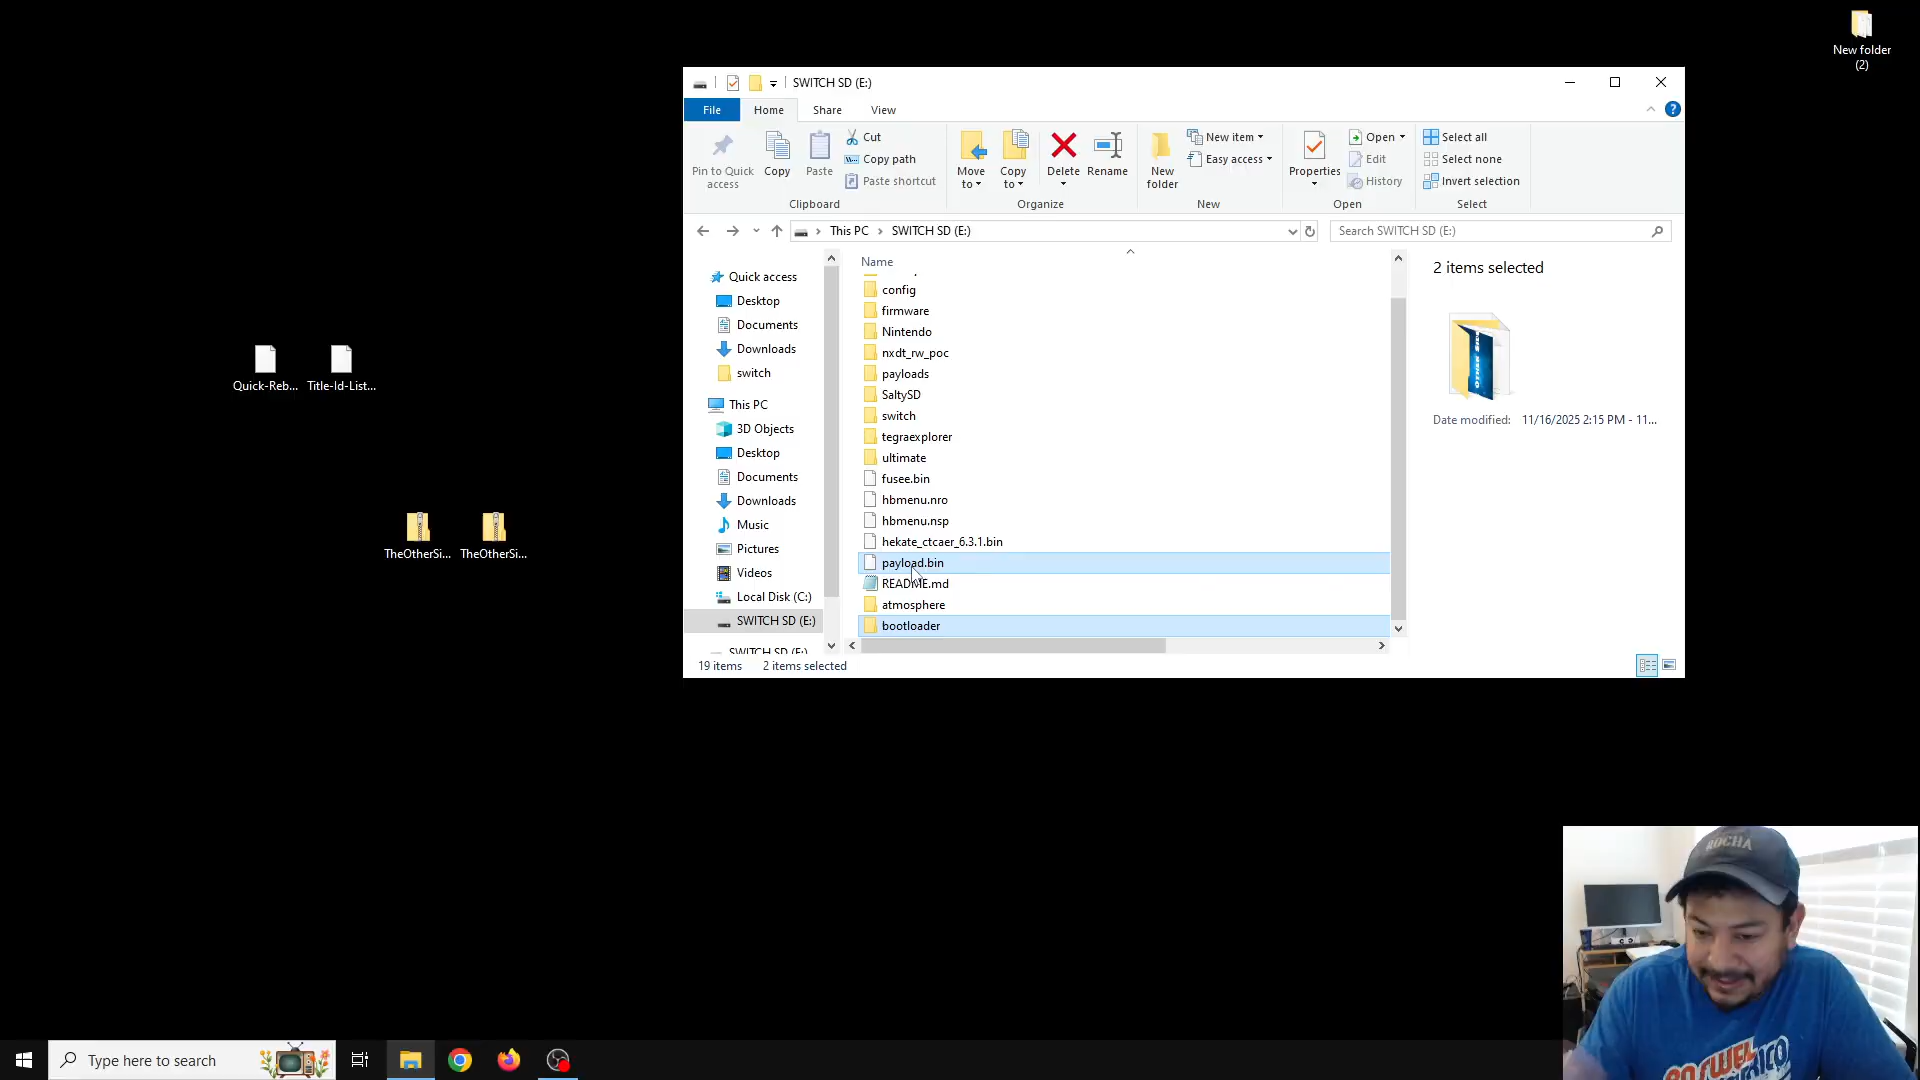 New folder
(2)
SWITCH SD (E:)
File Home Share View
Pin to Quick
access
Copy
Paste
Cut
Copy path
Paste shortcut
Clipboard
Move
to
Copy
to
Delete
Rename
Organize
New
folder
New item
Easy access
New
Properties
Open
Edit
History
Open
Select all
Select none
Invert selection
Select
This PC SWITCH SD (E:)
Search SWITCH SD (E:)
Quick access
Desktop
Documents
Downloads
switch
This PC
3D Objects
Desktop
Documents
Downloads
Music
Pictures
Videos
Local Disk (C:)
SWITCH SD (E:)
SWITCH SD (E:)
Name
config
firmware
Nintendo
nxdt_rw_poc
payloads
SaltySD
switch
tegraexplorer
ultimate
fusee.bin
hbmenu.nro
hbmenu.nsp
hekate_ctcaer_6.3.1.bin
payload.bin
README.md
atmosphere
bootloader
2 items selected
Date modified: 11/16/2025 2:15 PM - 11...
19 items 2 items selected
Quick-Reb...
Title-Id-List...
TheOtherSi...
TheOtherSi...
ROCHA
Type here to search